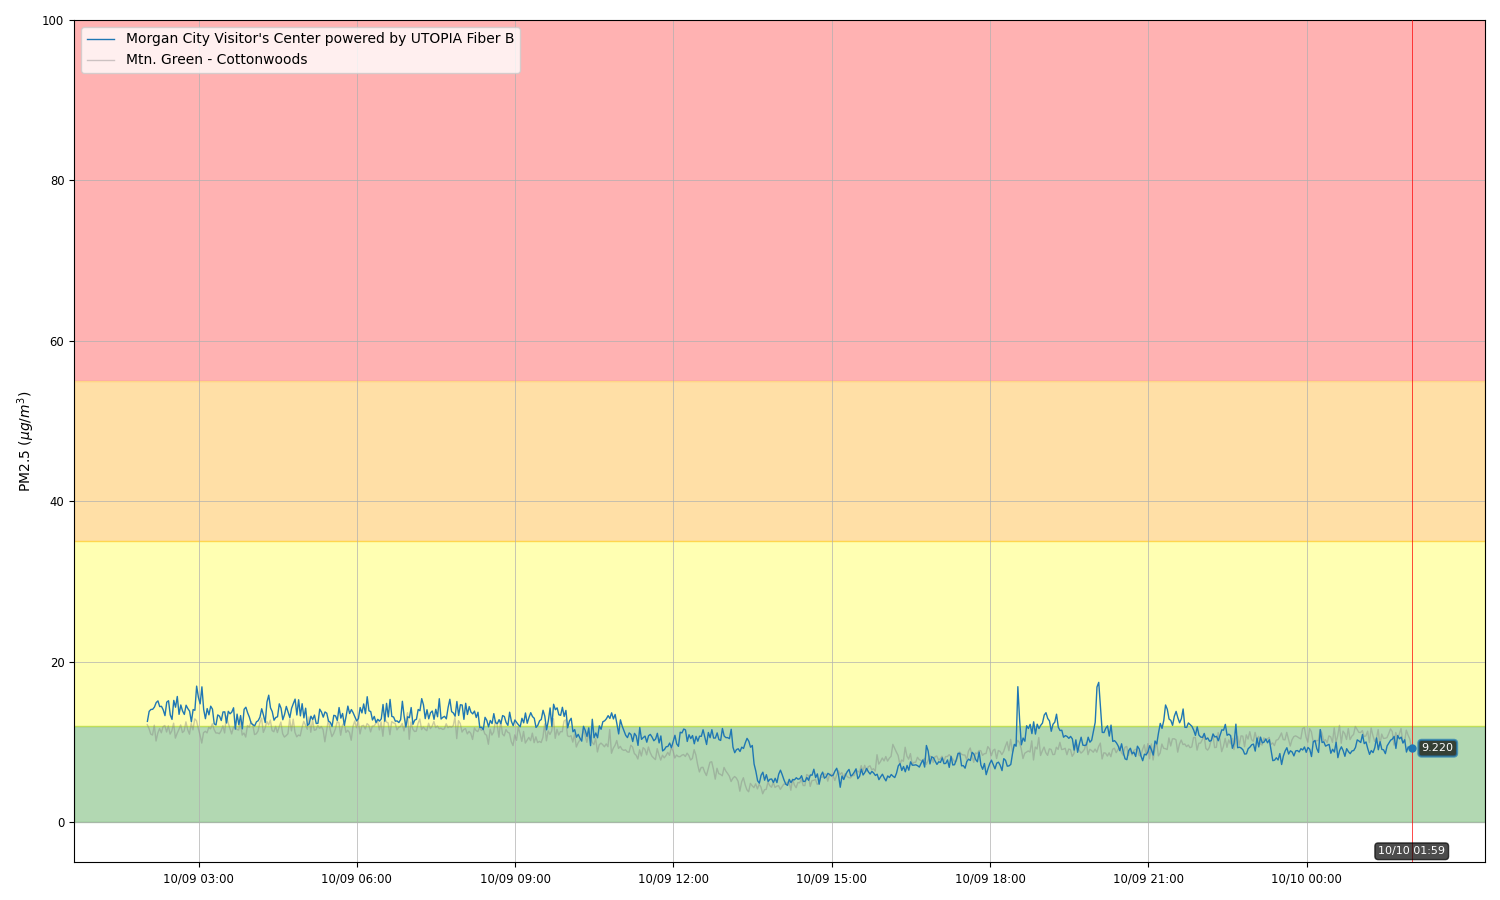 100
Morgan City Visitor's Center powered by UTOPIA Fiber B
Mtn. Green - Cottonwoods
80
60
PM2.5 (µg/m³)
40
20
9.220
0
10/10 01:59
10/09 03:00 10/09 06:00 10/09 09:00 10/09 12:00 10/09 15:00 10/09 18:00 10/09 21:00 10/10 00:00